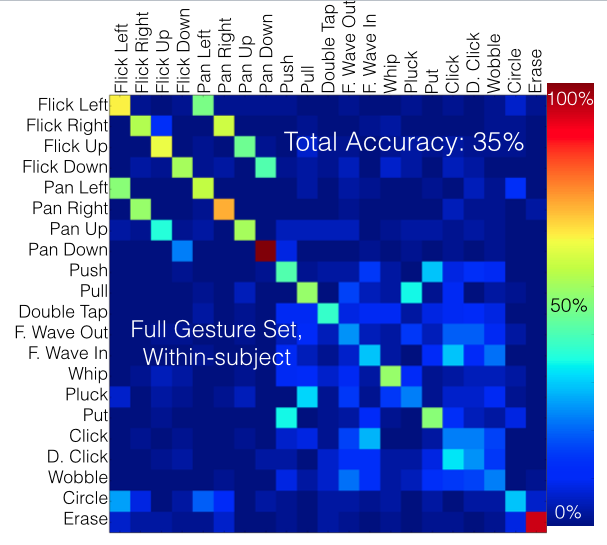 Flick Left
Flick Right
Flick Up
Flick Down
Pan Left
Pan Right
Pan Up
Pan Down
Push
Pull
Double Tap
F. Wave Out
F. Wave In
Whip
Pluck
Put
Click
D. Click
Wobble
Circle
Erase
100%
Flick Left
Flick Right
Total Accuracy: 35%
Flick Up
Flick Down
Pan Left
Pan Right
Pan Up
Pan Down
Push
Pull
50%
Double Tap
Full Gesture Set,
F. Wave Out
Within-subject
F. Wave In
Whip
Pluck
Put
Click
D. Click
Wobble
Circle
0%
Erase